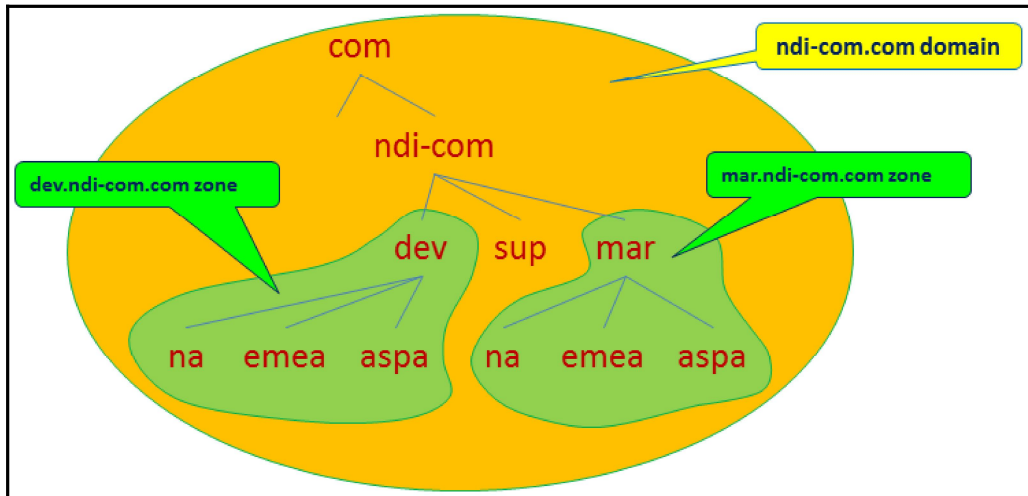 com
ndi-com.com domain
ndi-com
dev.ndi-com.com zone
mar.ndi-com.com zone
dev sup mar
na emea aspa na emea aspa